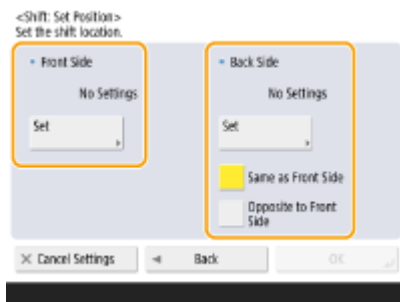 <Shift: Set Position>
Set the shift location.
Front Side
No Settings
Set
Back Side
No Settings
Set
Same as Front Side
Opposite to Front
Side
Cancel Settings
Back
OK